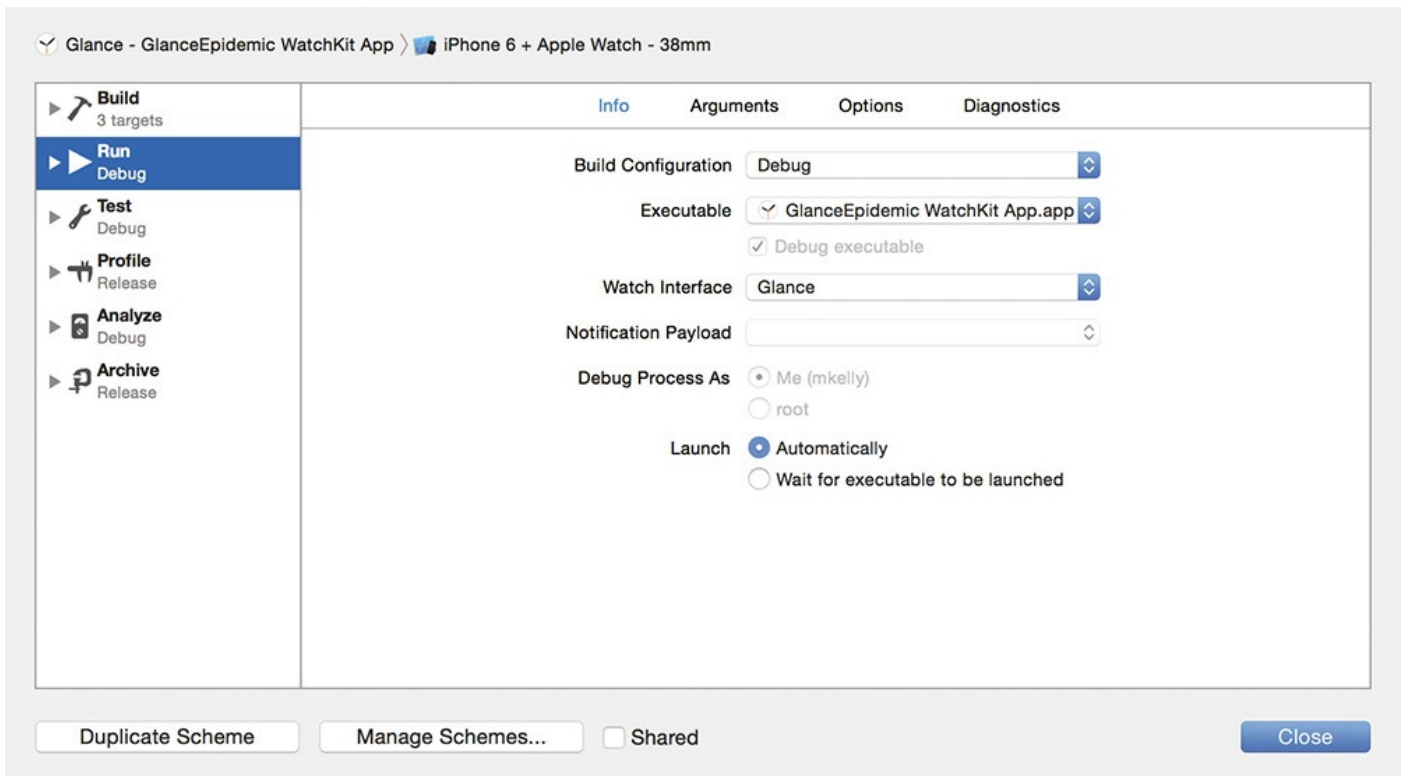 Glance - GlanceEpidemic WatchKit App 〉 iPhone 6 + Apple Watch - 38mm
Build
3 targets
Run
Debug
Test
Debug
Profile
Release
Analyze
Debug
Archive
Release
Info Arguments Options Diagnostics
Build Configuration Debug
Executable GlanceEpidemic WatchKit App.app
Debug executable
Watch Interface Glance
Notification Payload
Debug Process As Me (mkelly)
root
Launch Automatically
Wait for executable to be launched
Duplicate Scheme Manage Schemes... Shared Close